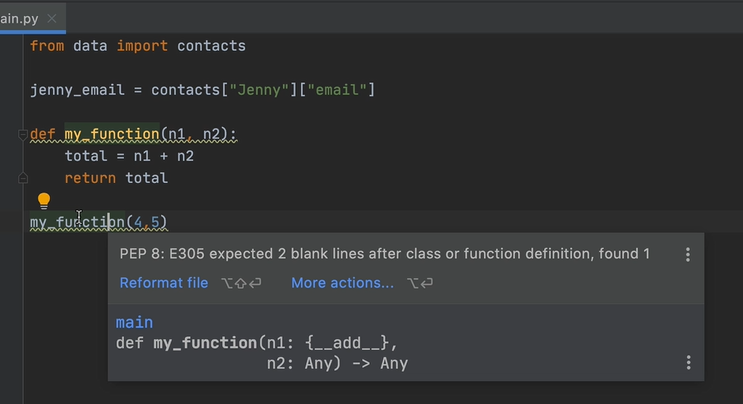 ain.py
from data import contacts
jenny_email = contacts["Jenny"]["email"]
def my_function(n1, n2):
total = n1 + n2
return total
my_function(4,5)
PEP 8: E305 expected 2 blank lines after class or function definition, found 1
Reformat file ⌥⇧⏎ More actions... ⌥⏎
main
def my_function(n1: {__add__},
n2: Any) -> Any